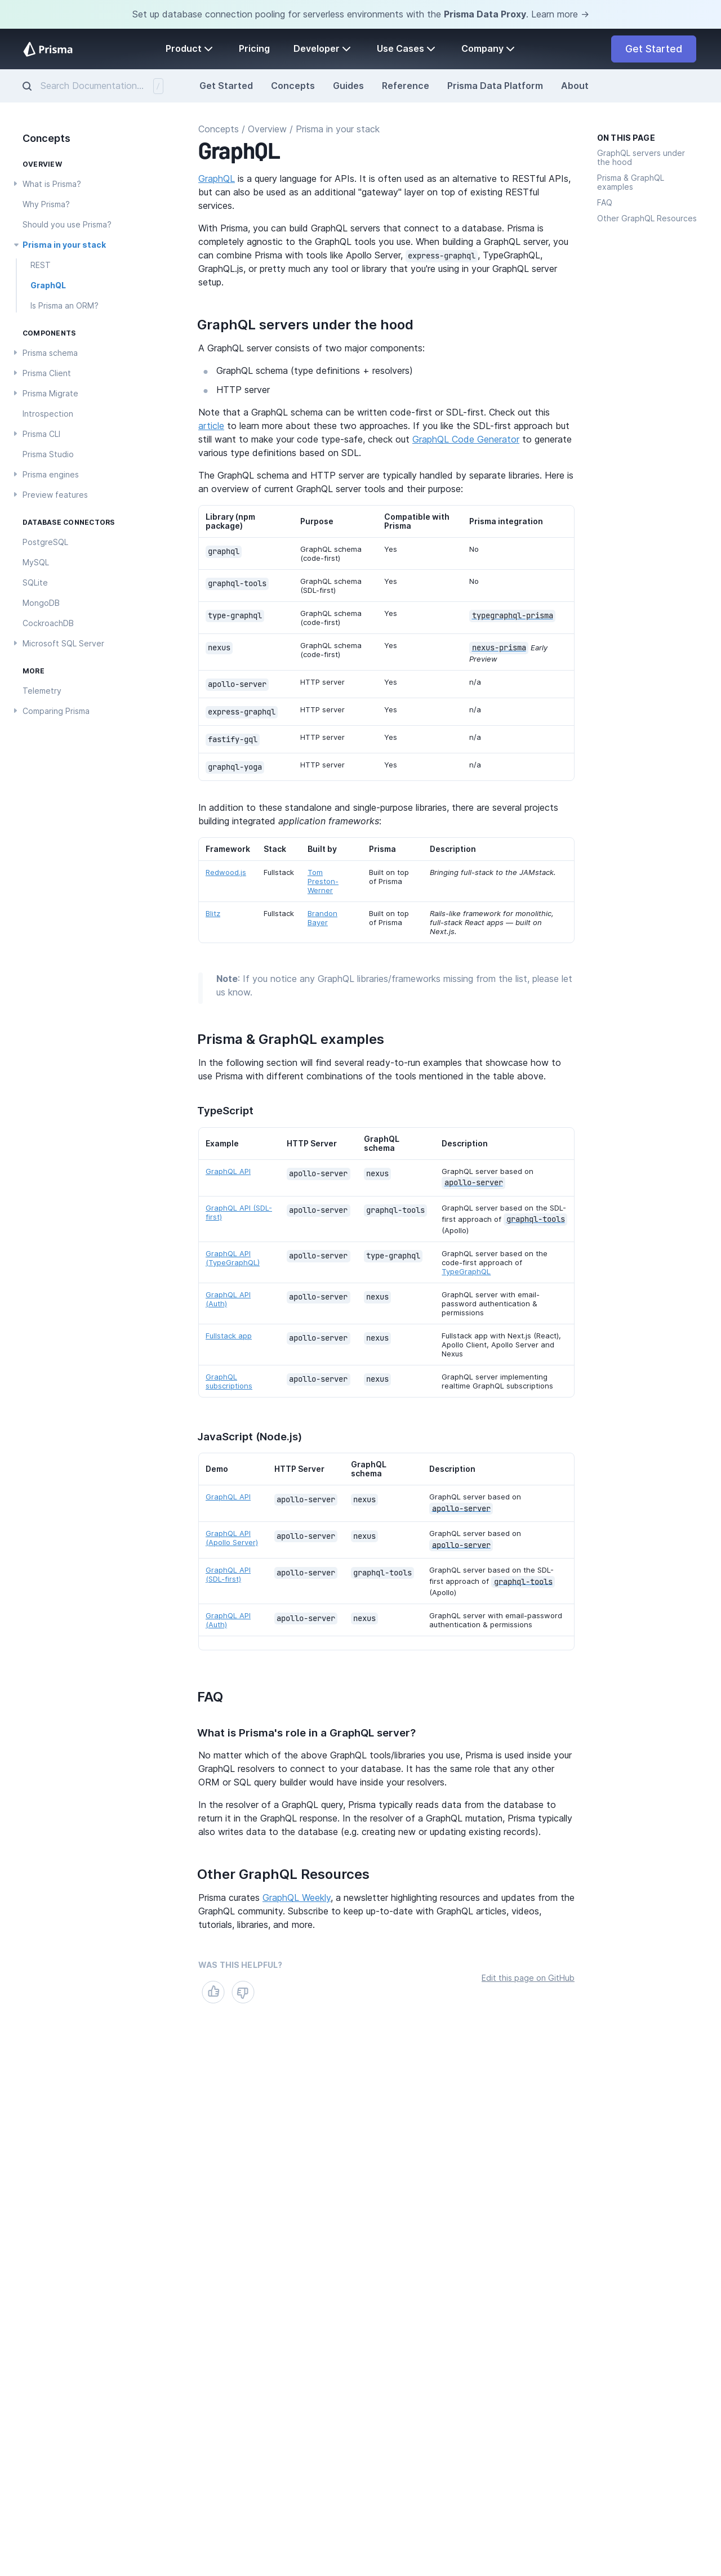 Set up database connection pooling for serverless environments with the Prisma Data Proxy. Learn more →
Prisma
Product
Pricing
Developer
Use Cases
Company
Get Started
Search Documentation...
/
Get Started
Concepts
Guides
Reference
Prisma Data Platform
About
Concepts
OVERVIEW
What is Prisma?
Why Prisma?
Should you use Prisma?
Prisma in your stack
REST
GraphQL
Is Prisma an ORM?
COMPONENTS
Prisma schema
Prisma Client
Prisma Migrate
Introspection
Prisma CLI
Prisma Studio
Prisma engines
Preview features
DATABASE CONNECTORS
PostgreSQL
MySQL
SQLite
MongoDB
CockroachDB
Microsoft SQL Server
MORE
Telemetry
Comparing Prisma
Concepts / Overview / Prisma in your stack
GraphQL
GraphQL is a query language for APIs. It is often used as an alternative to RESTful APIs,
but can also be used as an additional "gateway" layer on top of existing RESTful
services.
With Prisma, you can build GraphQL servers that connect to a database. Prisma is
completely agnostic to the GraphQL tools you use. When building a GraphQL server, you
can combine Prisma with tools like Apollo Server, express-graphql, TypeGraphQL,
GraphQL.js, or pretty much any tool or library that you're using in your GraphQL server
setup.
GraphQL servers under the hood
A GraphQL server consists of two major components:
GraphQL schema (type definitions + resolvers)
HTTP server
Note that a GraphQL schema can be written code-first or SDL-first. Check out this
article to learn more about these two approaches. If you like the SDL-first approach but
still want to make your code type-safe, check out GraphQL Code Generator to generate
various type definitions based on SDL.
The GraphQL schema and HTTP server are typically handled by separate libraries. Here is
an overview of current GraphQL server tools and their purpose:
Library (npm package) Purpose Compatible with Prisma Prisma integration
graphql GraphQL schema (code-first) Yes No
graphql-tools GraphQL schema (SDL-first) Yes No
type-graphql GraphQL schema (code-first) Yes typegraphql-prisma
nexus GraphQL schema (code-first) Yes nexus-prisma Early Preview
apollo-server HTTP server Yes n/a
express-graphql HTTP server Yes n/a
fastify-gql HTTP server Yes n/a
graphql-yoga HTTP server Yes n/a
In addition to these standalone and single-purpose libraries, there are several projects
building integrated application frameworks:
Framework Stack Built by Prisma Description
Redwood.js Fullstack Tom Preston-Werner Built on top of Prisma Bringing full-stack to the JAMstack.
Blitz Fullstack Brandon Bayer Built on top of Prisma Rails-like framework for monolithic, full-stack React apps — built on Next.js.
Note: If you notice any GraphQL libraries/frameworks missing from the list, please let
us know.
Prisma & GraphQL examples
In the following section will find several ready-to-run examples that showcase how to
use Prisma with different combinations of the tools mentioned in the table above.
TypeScript
Example HTTP Server GraphQL schema Description
GraphQL API apollo-server nexus GraphQL server based on apollo-server
GraphQL API (SDL-first) apollo-server graphql-tools GraphQL server based on the SDL-first approach of graphql-tools (Apollo)
GraphQL API (TypeGraphQL) apollo-server type-graphql GraphQL server based on the code-first approach of TypeGraphQL
GraphQL API (Auth) apollo-server nexus GraphQL server with email-password authentication & permissions
Fullstack app apollo-server nexus Fullstack app with Next.js (React), Apollo Client, Apollo Server and Nexus
GraphQL subscriptions apollo-server nexus GraphQL server implementing realtime GraphQL subscriptions
JavaScript (Node.js)
Demo HTTP Server GraphQL schema Description
GraphQL API apollo-server nexus GraphQL server based on apollo-server
GraphQL API (Apollo Server) apollo-server nexus GraphQL server based on apollo-server
GraphQL API (SDL-first) apollo-server graphql-tools GraphQL server based on the SDL-first approach of graphql-tools (Apollo)
GraphQL API (Auth) apollo-server nexus GraphQL server with email-password authentication & permissions
FAQ
What is Prisma's role in a GraphQL server?
No matter which of the above GraphQL tools/libraries you use, Prisma is used inside your
GraphQL resolvers to connect to your database. It has the same role that any other
ORM or SQL query builder would have inside your resolvers.
In the resolver of a GraphQL query, Prisma typically reads data from the database to
return it in the GraphQL response. In the resolver of a GraphQL mutation, Prisma typically
also writes data to the database (e.g. creating new or updating existing records).
Other GraphQL Resources
Prisma curates GraphQL Weekly, a newsletter highlighting resources and updates from the
GraphQL community. Subscribe to keep up-to-date with GraphQL articles, videos,
tutorials, libraries, and more.
WAS THIS HELPFUL?
Edit this page on GitHub
ON THIS PAGE
GraphQL servers under
the hood
Prisma & GraphQL
examples
FAQ
Other GraphQL Resources